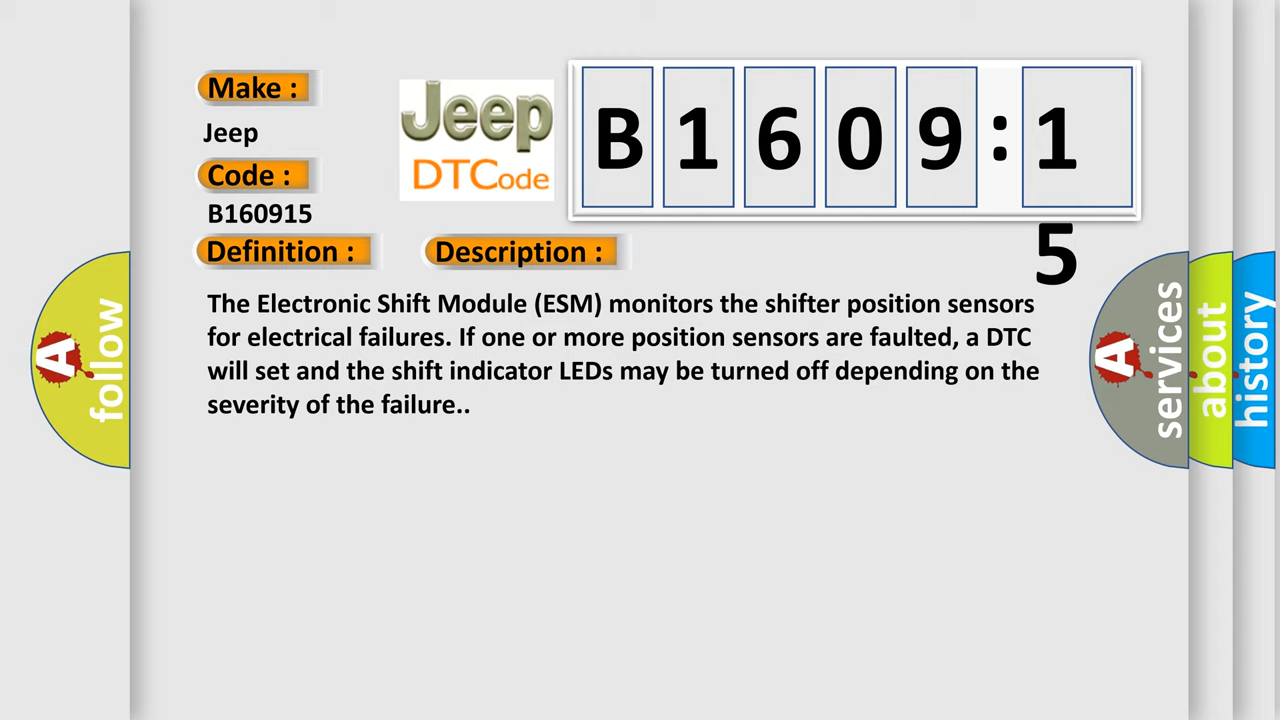 Make :
Jeep
Code :
B160915
Definition :
Description :
Jeep
DTCode
B1609:1
5
The Electronic Shift Module (ESM) monitors the shifter position sensors
for electrical failures. If one or more position sensors are faulted, a DTC
will set and the shift indicator LEDs may be turned off depending on the
severity of the failure..
A
follow
A
services
about
history